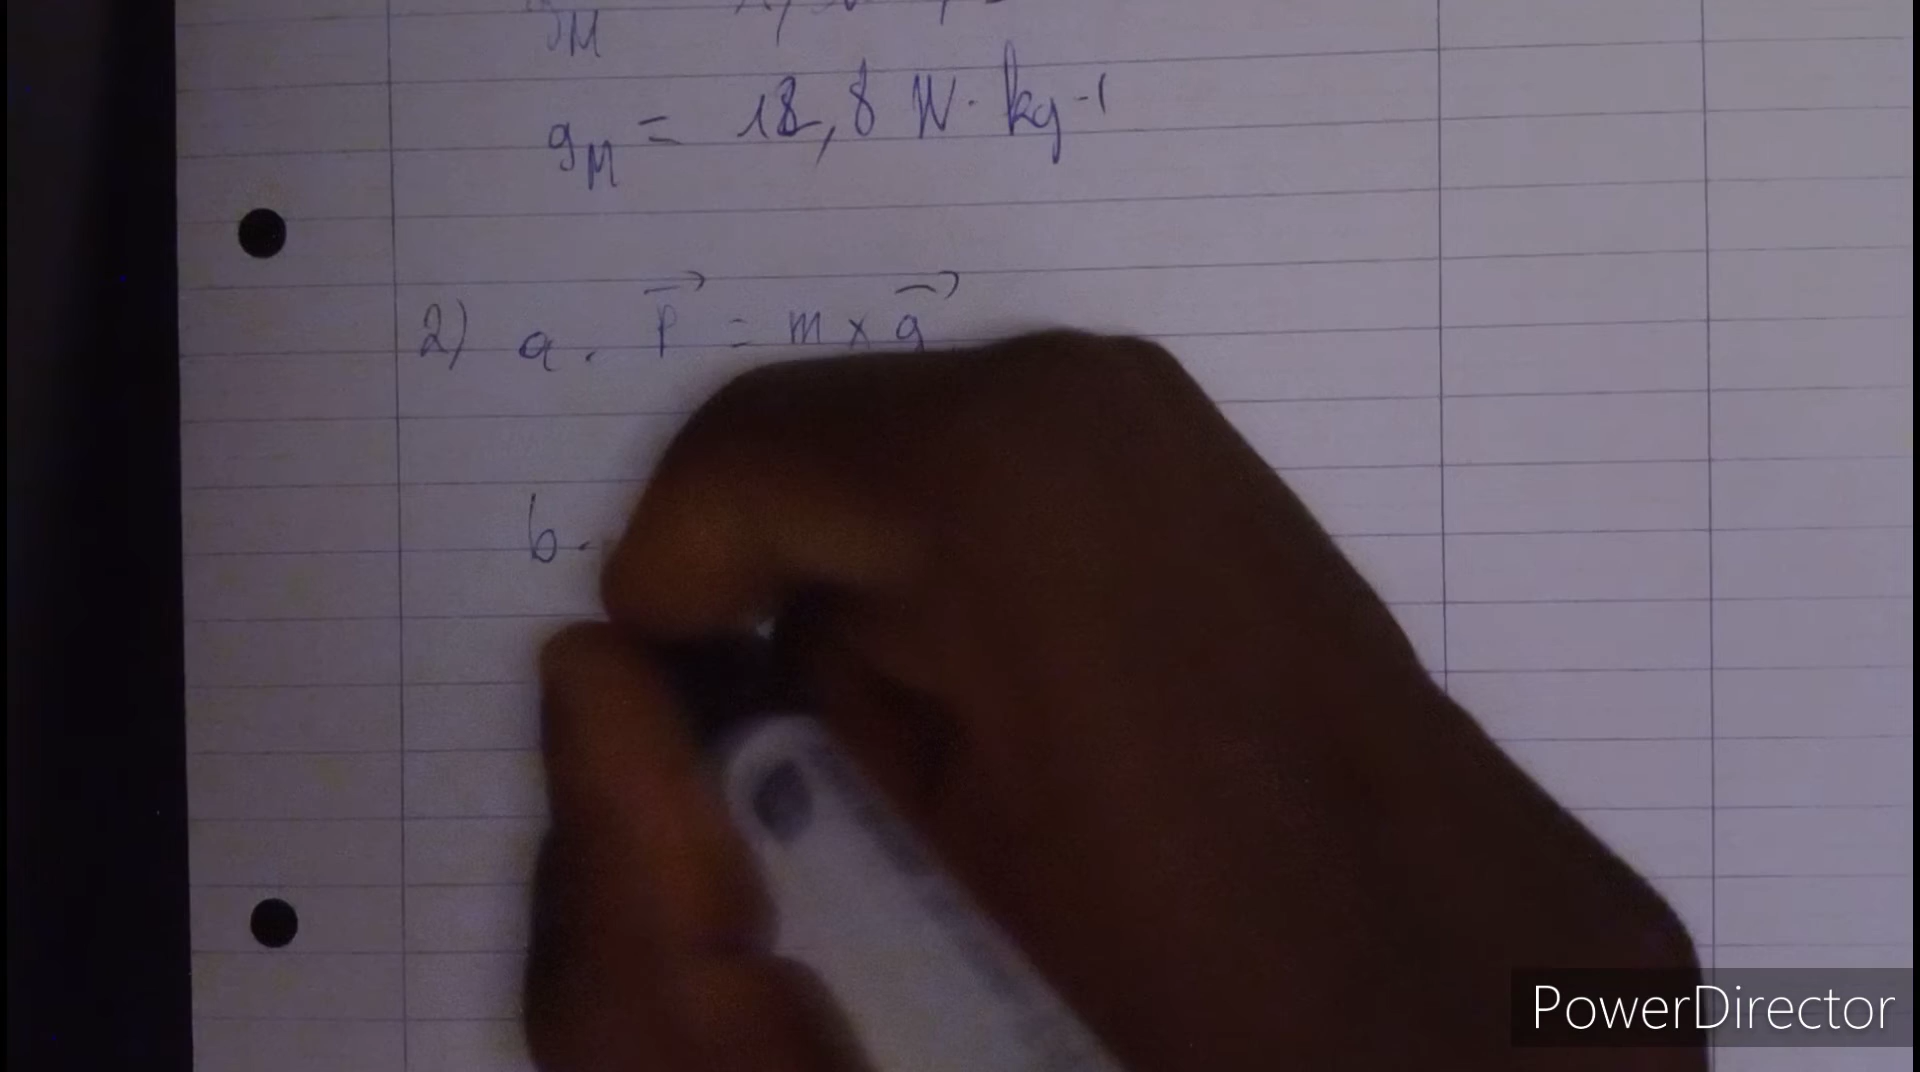 g_M = 18,8 N. kg-1
2) a. P⃗ = m x g⃗
b.
PowerDirector